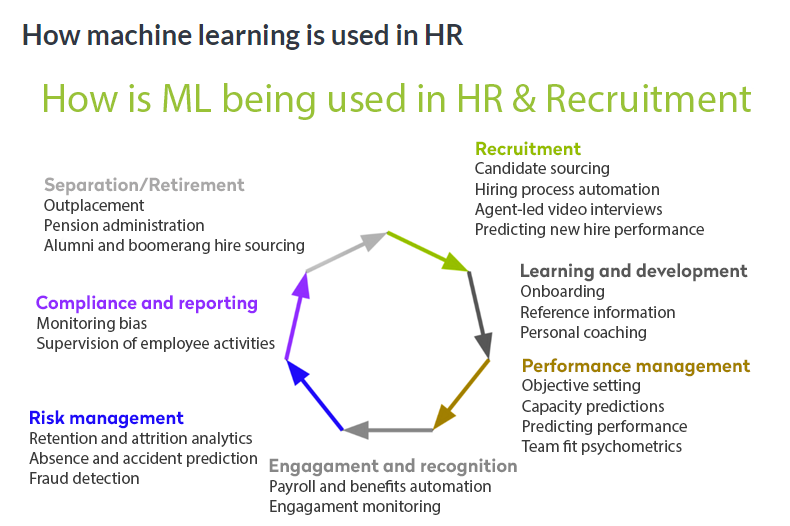 How machine learning is used in HR
How is ML being used in HR & Recruitment
Recruitment
Candidate sourcing
Hiring process automation
Agent-led video interviews
Predicting new hire performance
Learning and development
Onboarding
Reference information
Personal coaching
Performance management
Objective setting
Capacity predictions
Predicting performance
Team fit psychometrics
Engagament and recognition
Payroll and benefits automation
Engagament monitoring
Risk management
Retention and attrition analytics
Absence and accident prediction
Fraud detection
Compliance and reporting
Monitoring bias
Supervision of employee activities
Separation/Retirement
Outplacement
Pension administration
Alumni and boomerang hire sourcing